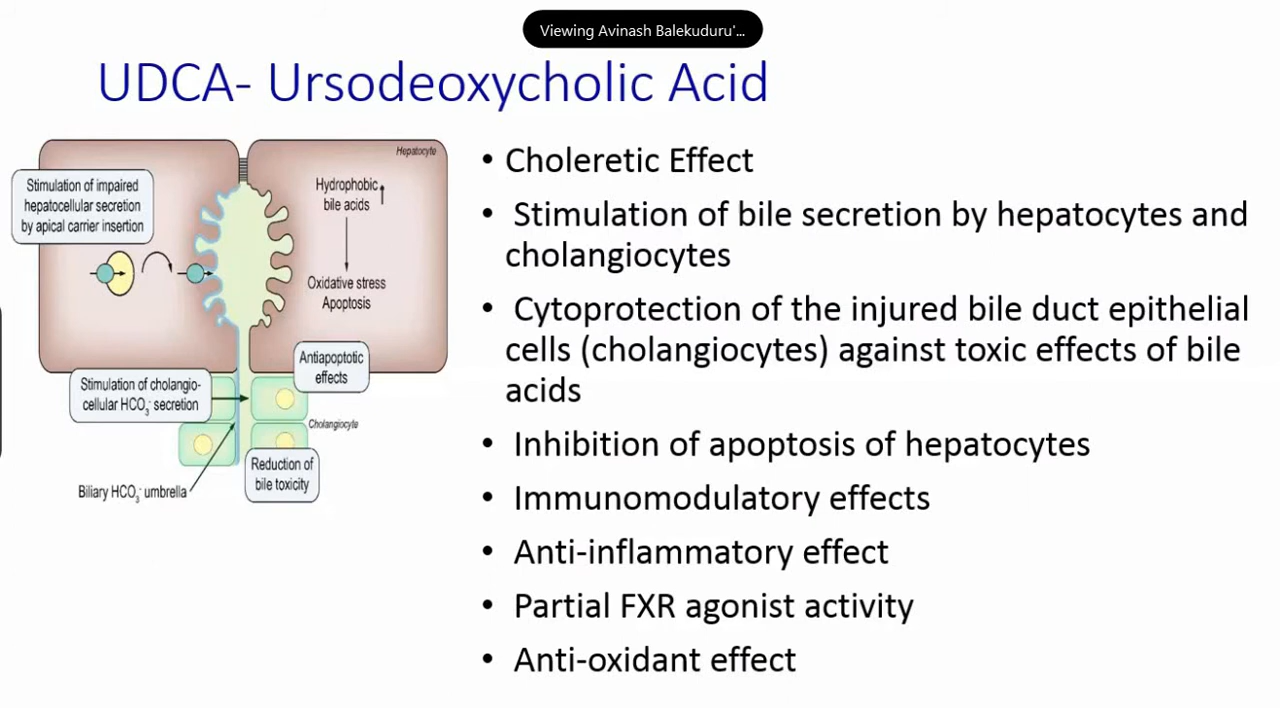 Viewing Avinash Balekuduru'...
UDCA- Ursodeoxycholic Acid
Hepatocyte
Stimulation of impaired
hepatocellular secretion
by apical carrier insertion
Hydrophobic
bile acids
Oxidative stress
Apoptosis
Antiapoptotic
effects
Stimulation of cholangio-
cellular HCO₃⁻ secretion
Cholangiocyte
Reduction of
bile toxicity
Biliary HCO₃⁻ umbrella
• Choleretic Effect
• Stimulation of bile secretion by hepatocytes and
cholangiocytes
• Cytoprotection of the injured bile duct epithelial
cells (cholangiocytes) against toxic effects of bile
acids
• Inhibition of apoptosis of hepatocytes
• Immunomodulatory effects
• Anti-inflammatory effect
• Partial FXR agonist activity
• Anti-oxidant effect